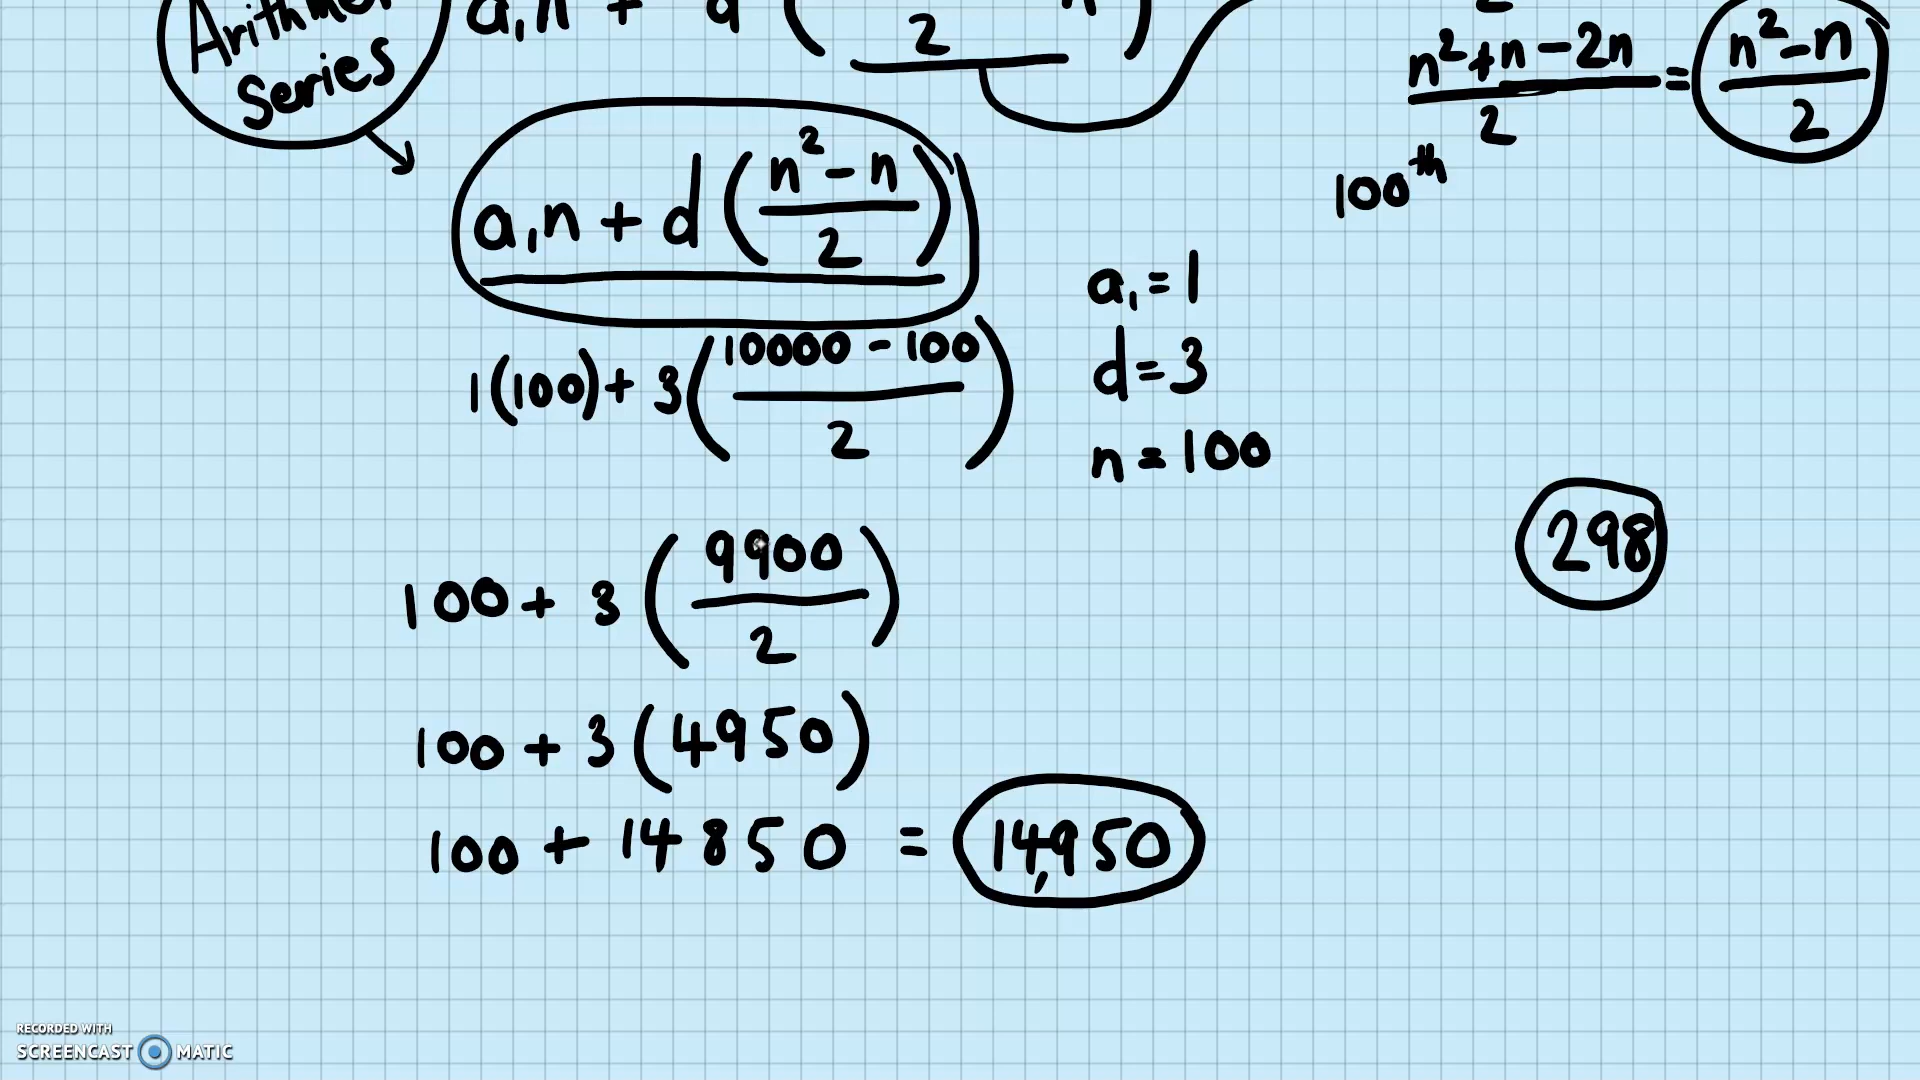 Arithme
Series
a₁n + d ( 2 n )
n² + n - 2n / 2 = n² - n / 2
100th
a₁n + d ( n² - n / 2 )
a₁ = 1
1(100) + 3 ( 10000 - 100 / 2 )
d = 3
n = 100
298
100 + 3 ( 9900 / 2 )
100 + 3 ( 4950 )
100 + 14850 = 14,950
RECORDED WITH
SCREENCAST MATIC